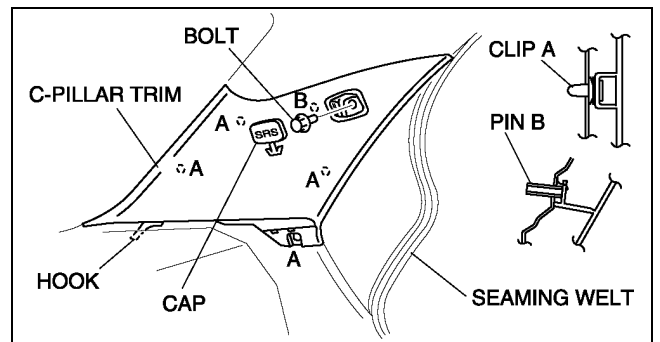 BOLT
CLIP A
C-PILLAR TRIM
B
A
SRS
PIN B
A
A
A
HOOK
CAP
SEAMING WELT